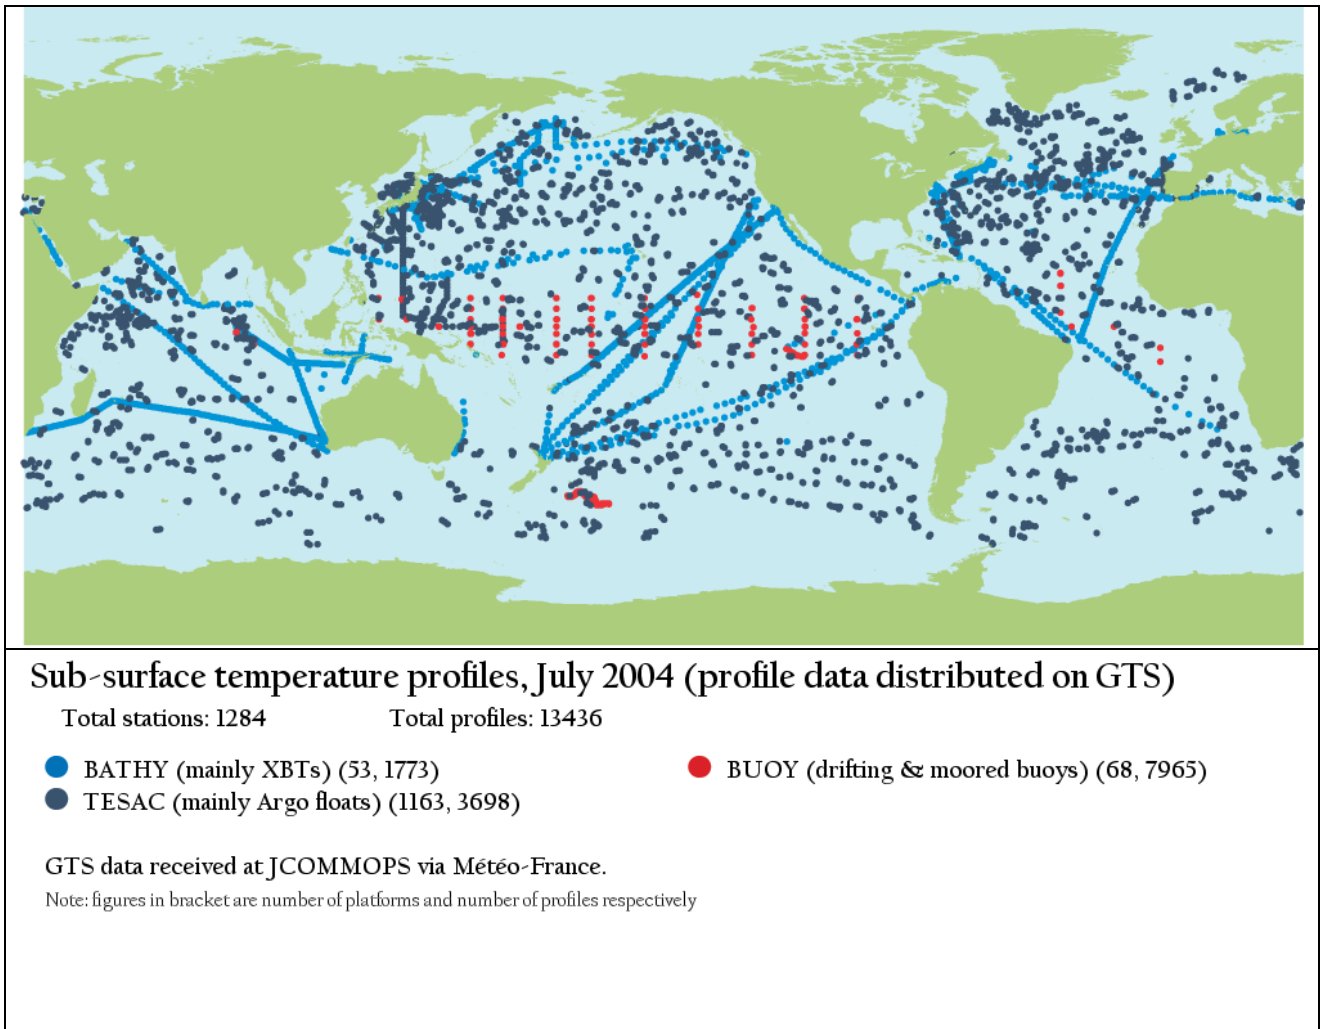 Sub-surface temperature profiles, July 2004 (profile data distributed on GTS)
Total stations: 1284 Total profiles: 13436
BATHY (mainly XBTs) (53, 1773) BUOY (drifting & moored buoys) (68, 7965)
TESAC (mainly Argo floats) (1163, 3698)
GTS data received at JCOMMOPS via Météo-France.
Note: figures in bracket are number of platforms and number of profiles respectively